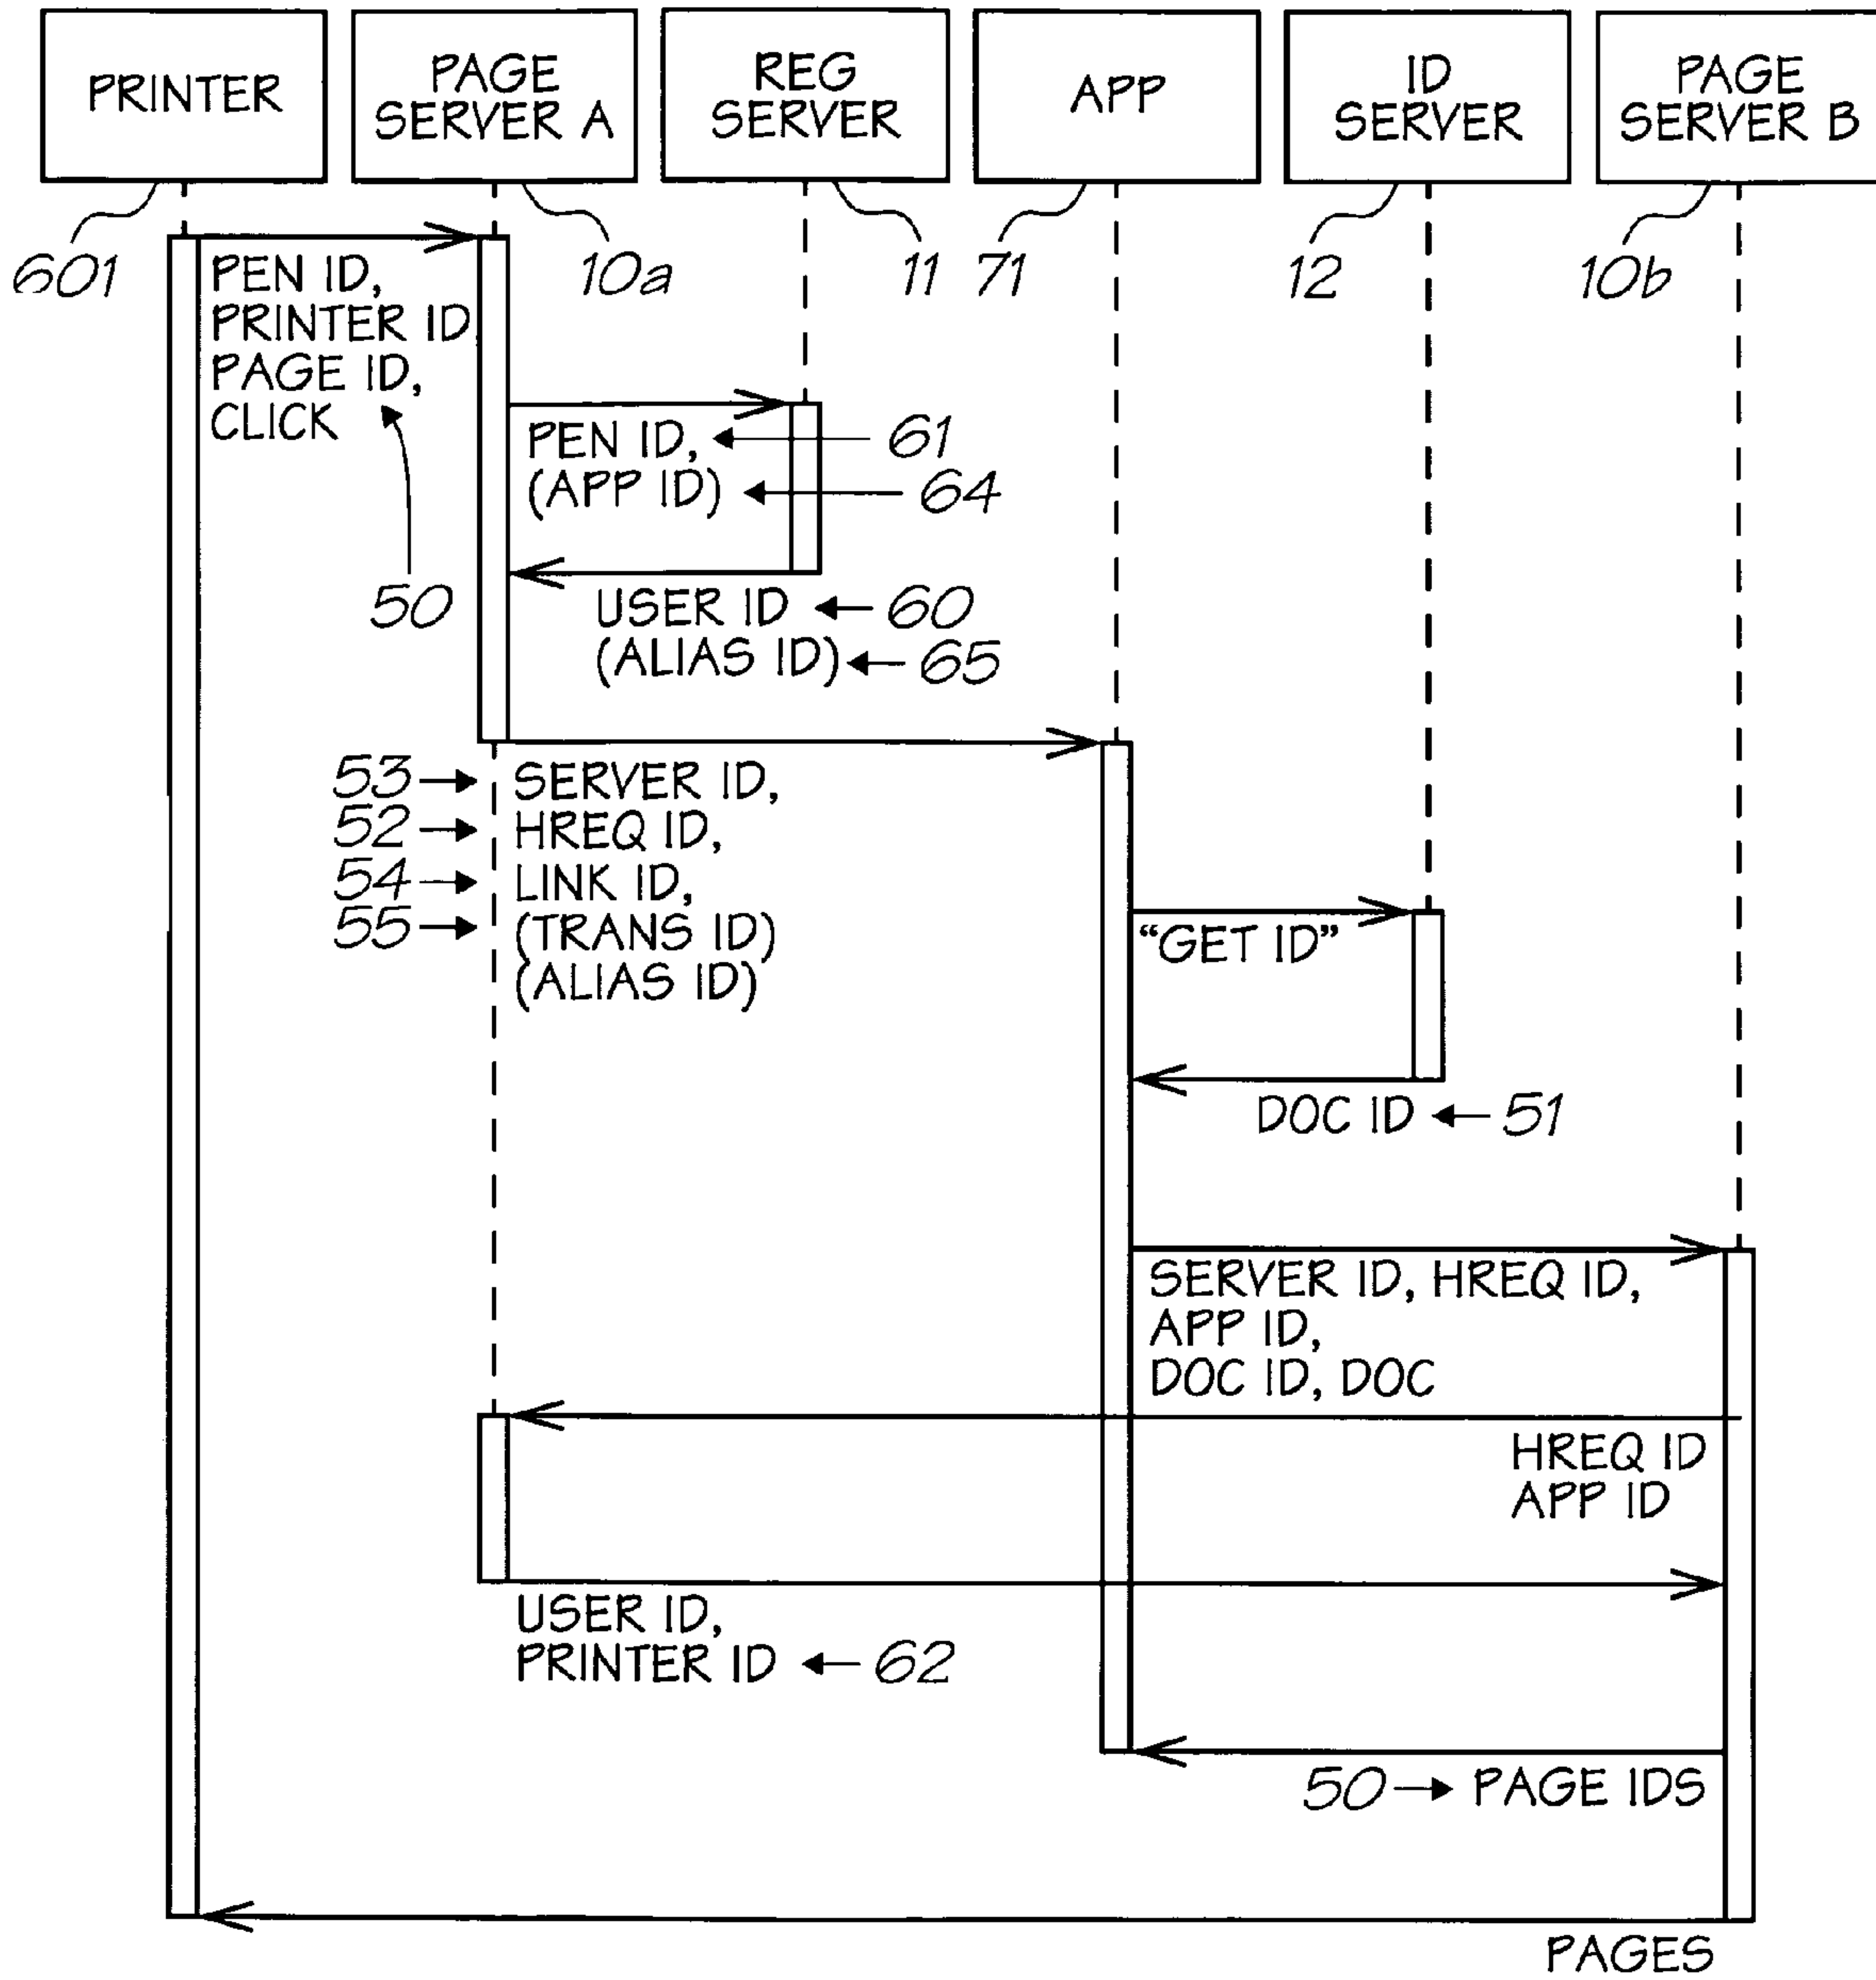 PRINTER
PAGE
SERVER A
REG
SERVER
APP
ID
SERVER
PAGE
SERVER B
601
10a
11
71
12
10b
PEN ID,
PRINTER ID
PAGE ID,
CLICK
50
PEN ID,
(APP ID)
61
64
USER ID
(ALIAS ID)
60
65
53
52
54
55
SERVER ID,
HREQ ID,
LINK ID,
(TRANS ID)
(ALIAS ID)
“GET ID”
DOC ID
51
SERVER ID, HREQ ID,
APP ID,
DOC ID, DOC
HREQ ID
APP ID
USER ID,
PRINTER ID
62
50
PAGE IDS
PAGES